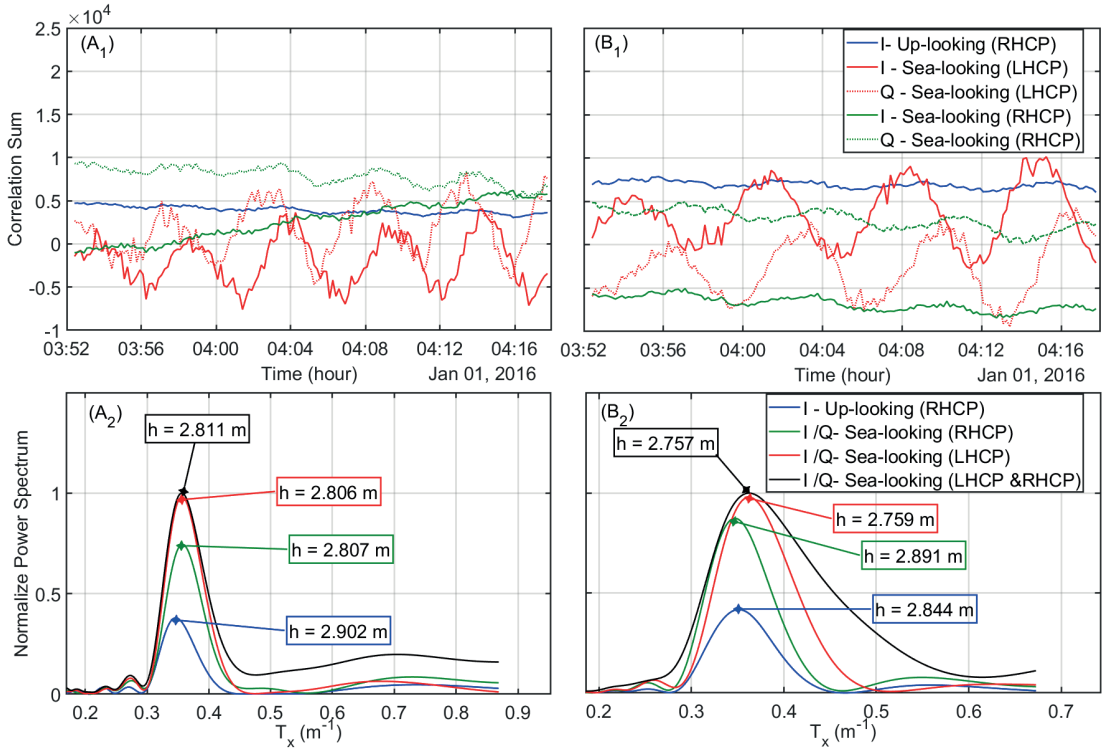 ×10⁴
(A₁)
2.5
2
1.5
1
0.5
0
-0.5
-1
Correlation Sum
03:52
03:56
04:00
04:04
04:08
04:12
04:16
Time (hour)
Jan 01, 2016
(B₁)
I- Up-looking (RHCP)
I - Sea-looking (LHCP)
Q - Sea-looking (LHCP)
I - Sea-looking (RHCP)
Q - Sea-looking (RHCP)
03:52
03:56
04:00
04:04
04:08
04:12
04:16
Time (hour)
Jan 01, 2016
(A₂)
h = 2.811 m
h = 2.806 m
h = 2.807 m
h = 2.902 m
1
0.5
0
Normalize Power Spectrum
0.2
0.3
0.4
0.5
0.6
0.7
0.8
0.9
Tₓ (m⁻¹)
(B₂)
I - Up-looking (RHCP)
I /Q- Sea-looking (RHCP)
I /Q- Sea-looking (LHCP)
I /Q- Sea-looking (LHCP &RHCP)
h = 2.757 m
h = 2.759 m
h = 2.891 m
h = 2.844 m
0.2
0.3
0.4
0.5
0.6
0.7
Tₓ (m⁻¹)